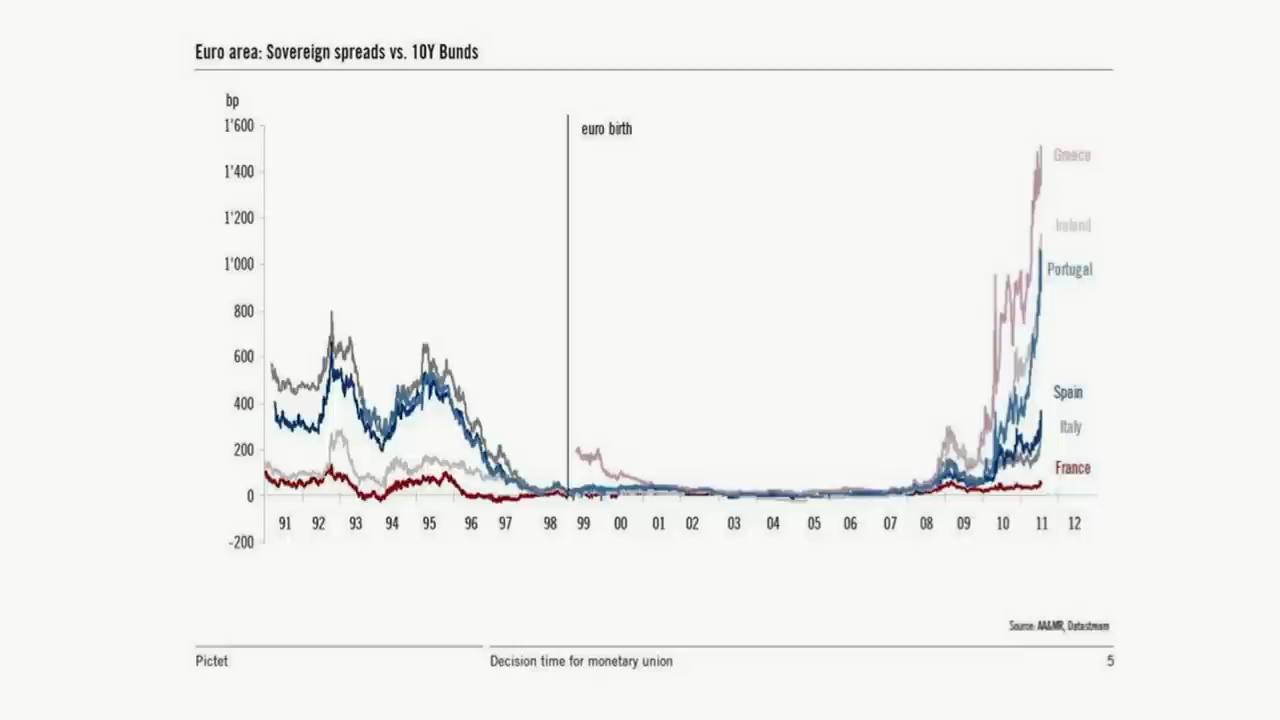 Euro area: Sovereign spreads vs. 10Y Bunds
bp
1'600
1'400
1'200
1'000
800
600
400
200
0
-200
euro birth
Greece
Ireland
Portugal
Spain
Italy
France
91 92 93 94 95 96 97 98 99 00 01 02 03 04 05 06 07 08 09 10 11 12
Source: AA&MR, Datastream
Pictet Decision time for monetary union 5